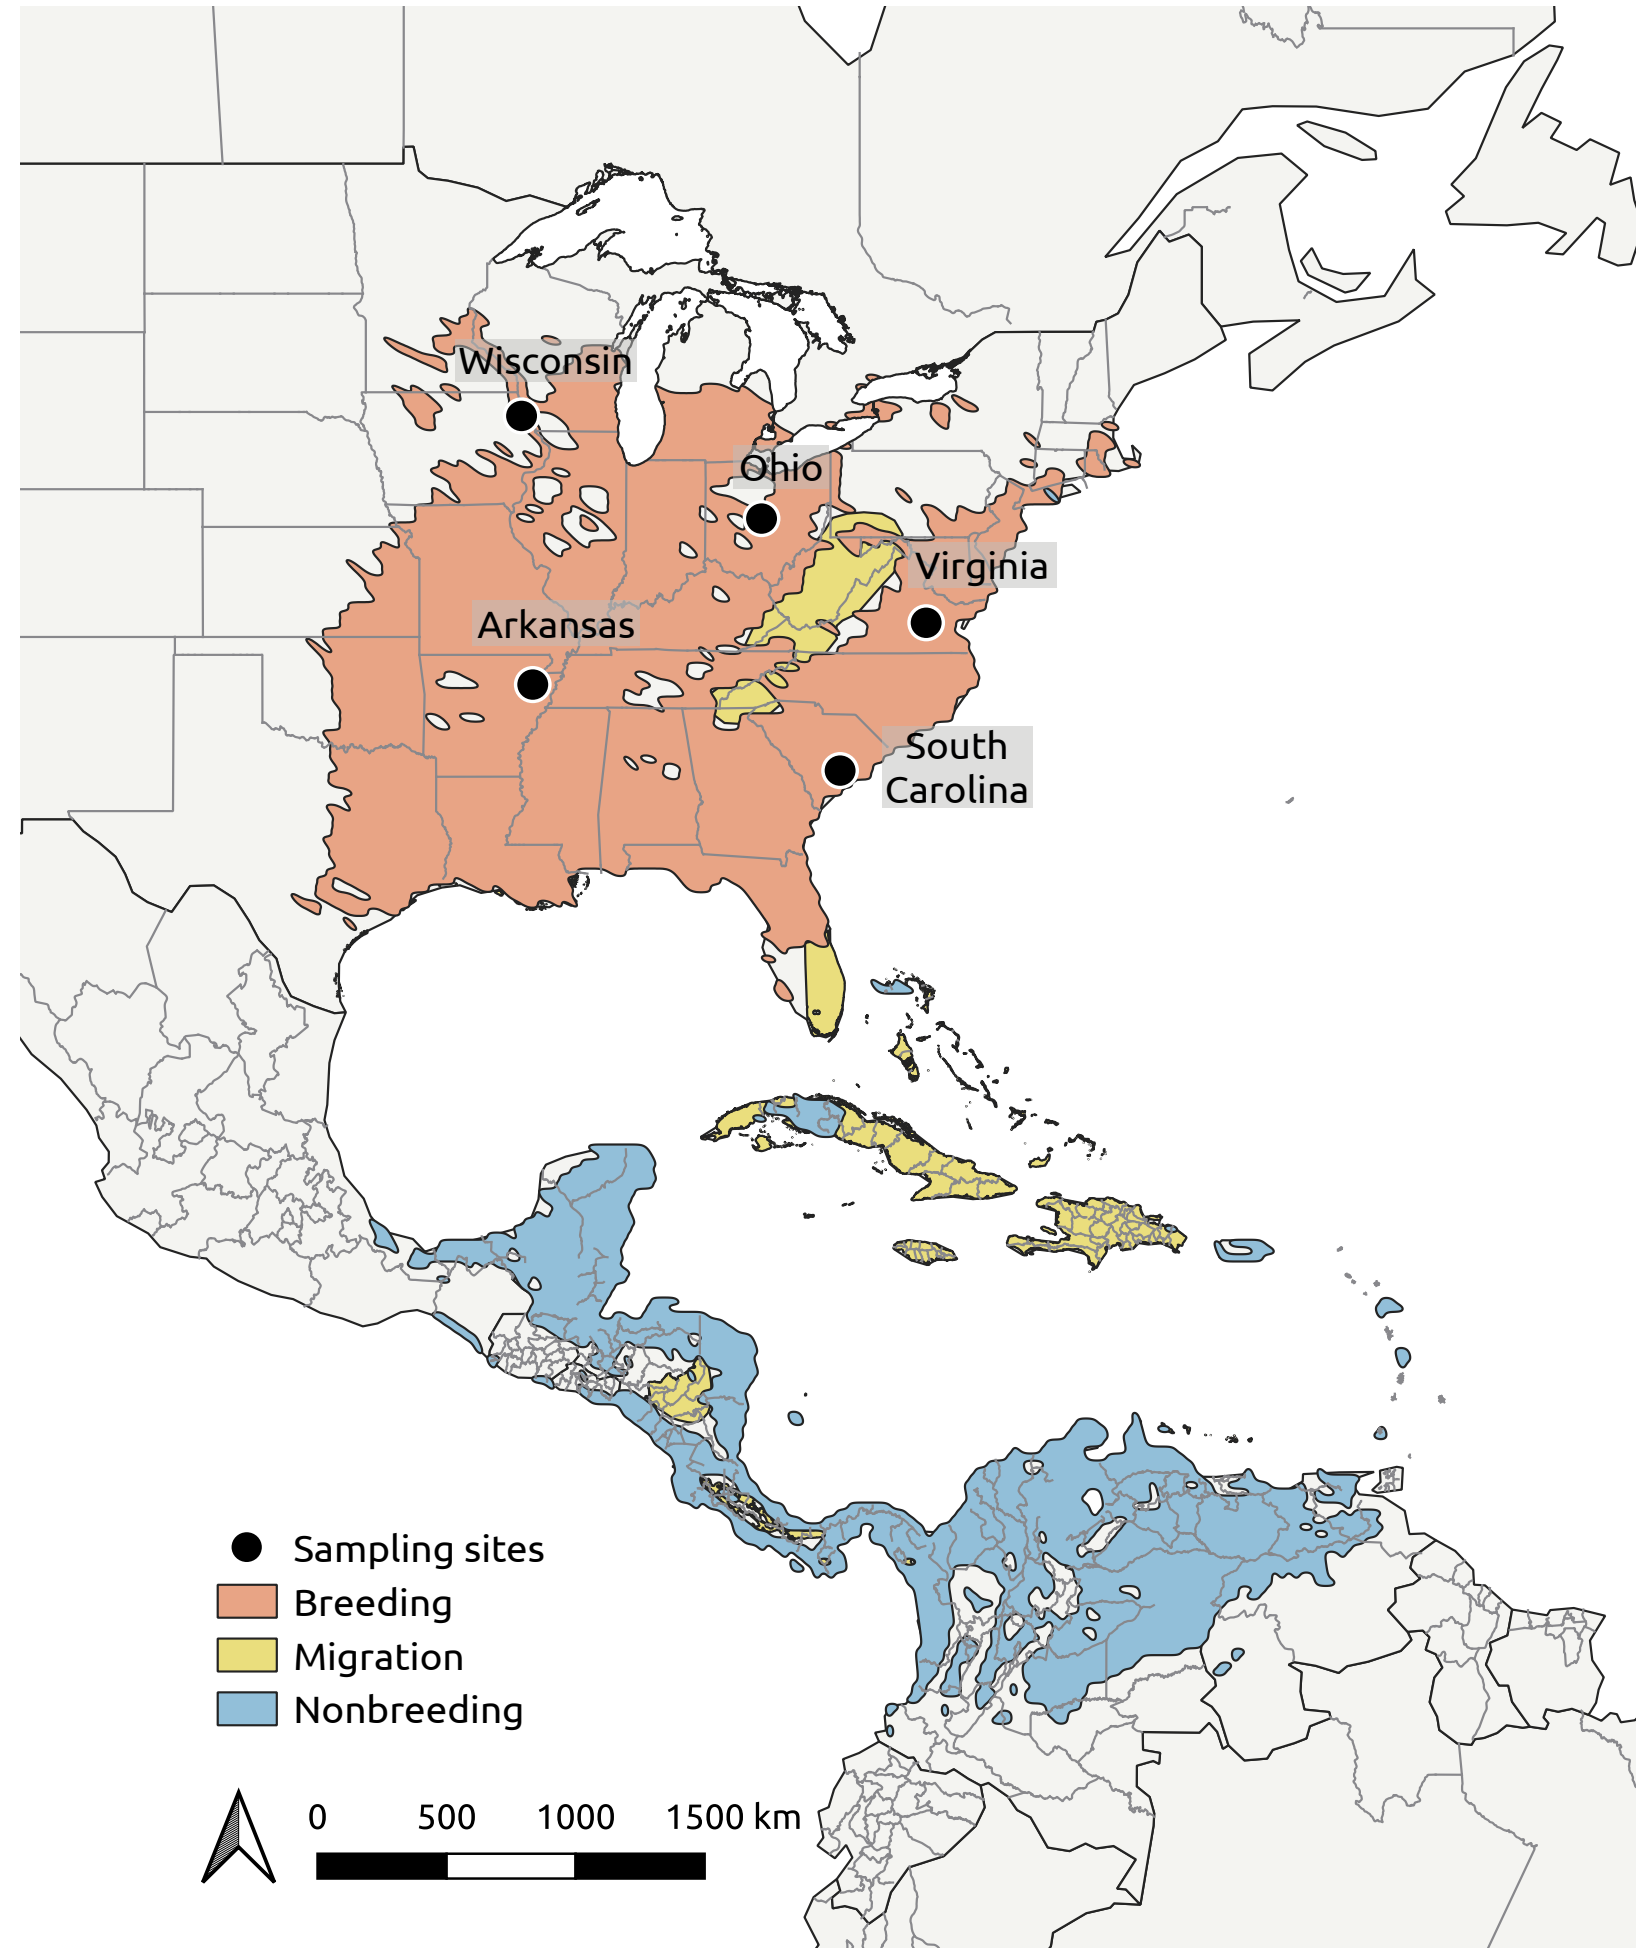 Wisconsin
Ohio
Virginia
Arkansas
South
Carolina
Sampling sites
Breeding
Migration
Nonbreeding
0 500 1000 1500 km